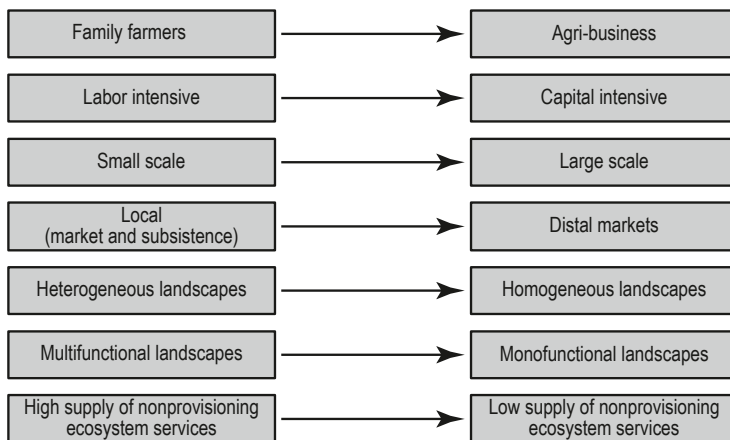 Family farmers
Agri-business
Labor intensive
Capital intensive
Small scale
Large scale
Local
(market and subsistence)
Distal markets
Heterogeneous landscapes
Homogeneous landscapes
Multifunctional landscapes
Monofunctional landscapes
High supply of nonprovisioning
ecosystem services
Low supply of nonprovisioning
ecosystem services